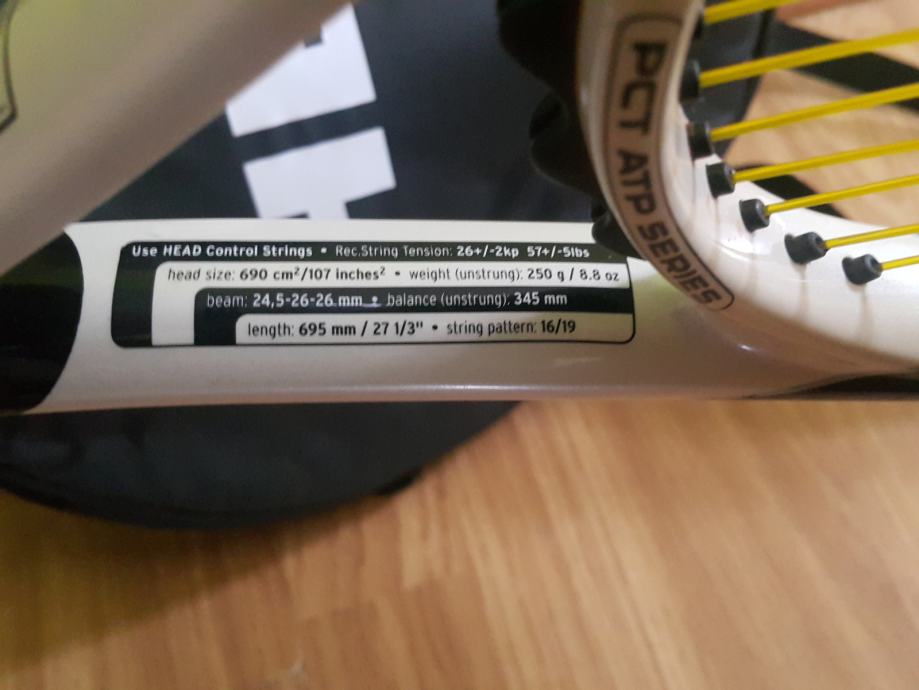 PCT ATP SERIES
Use HEAD Control Strings • Rec.String Tension: 26+/-2kp 57+/-5lbs
head size: 690 cm²/107 inches² • weight (unstrung): 250 g / 8.8 oz
beam: 24,5-26-26 mm • balance (unstrung): 345 mm
length: 695 mm / 27 1/3" • string pattern: 16/19